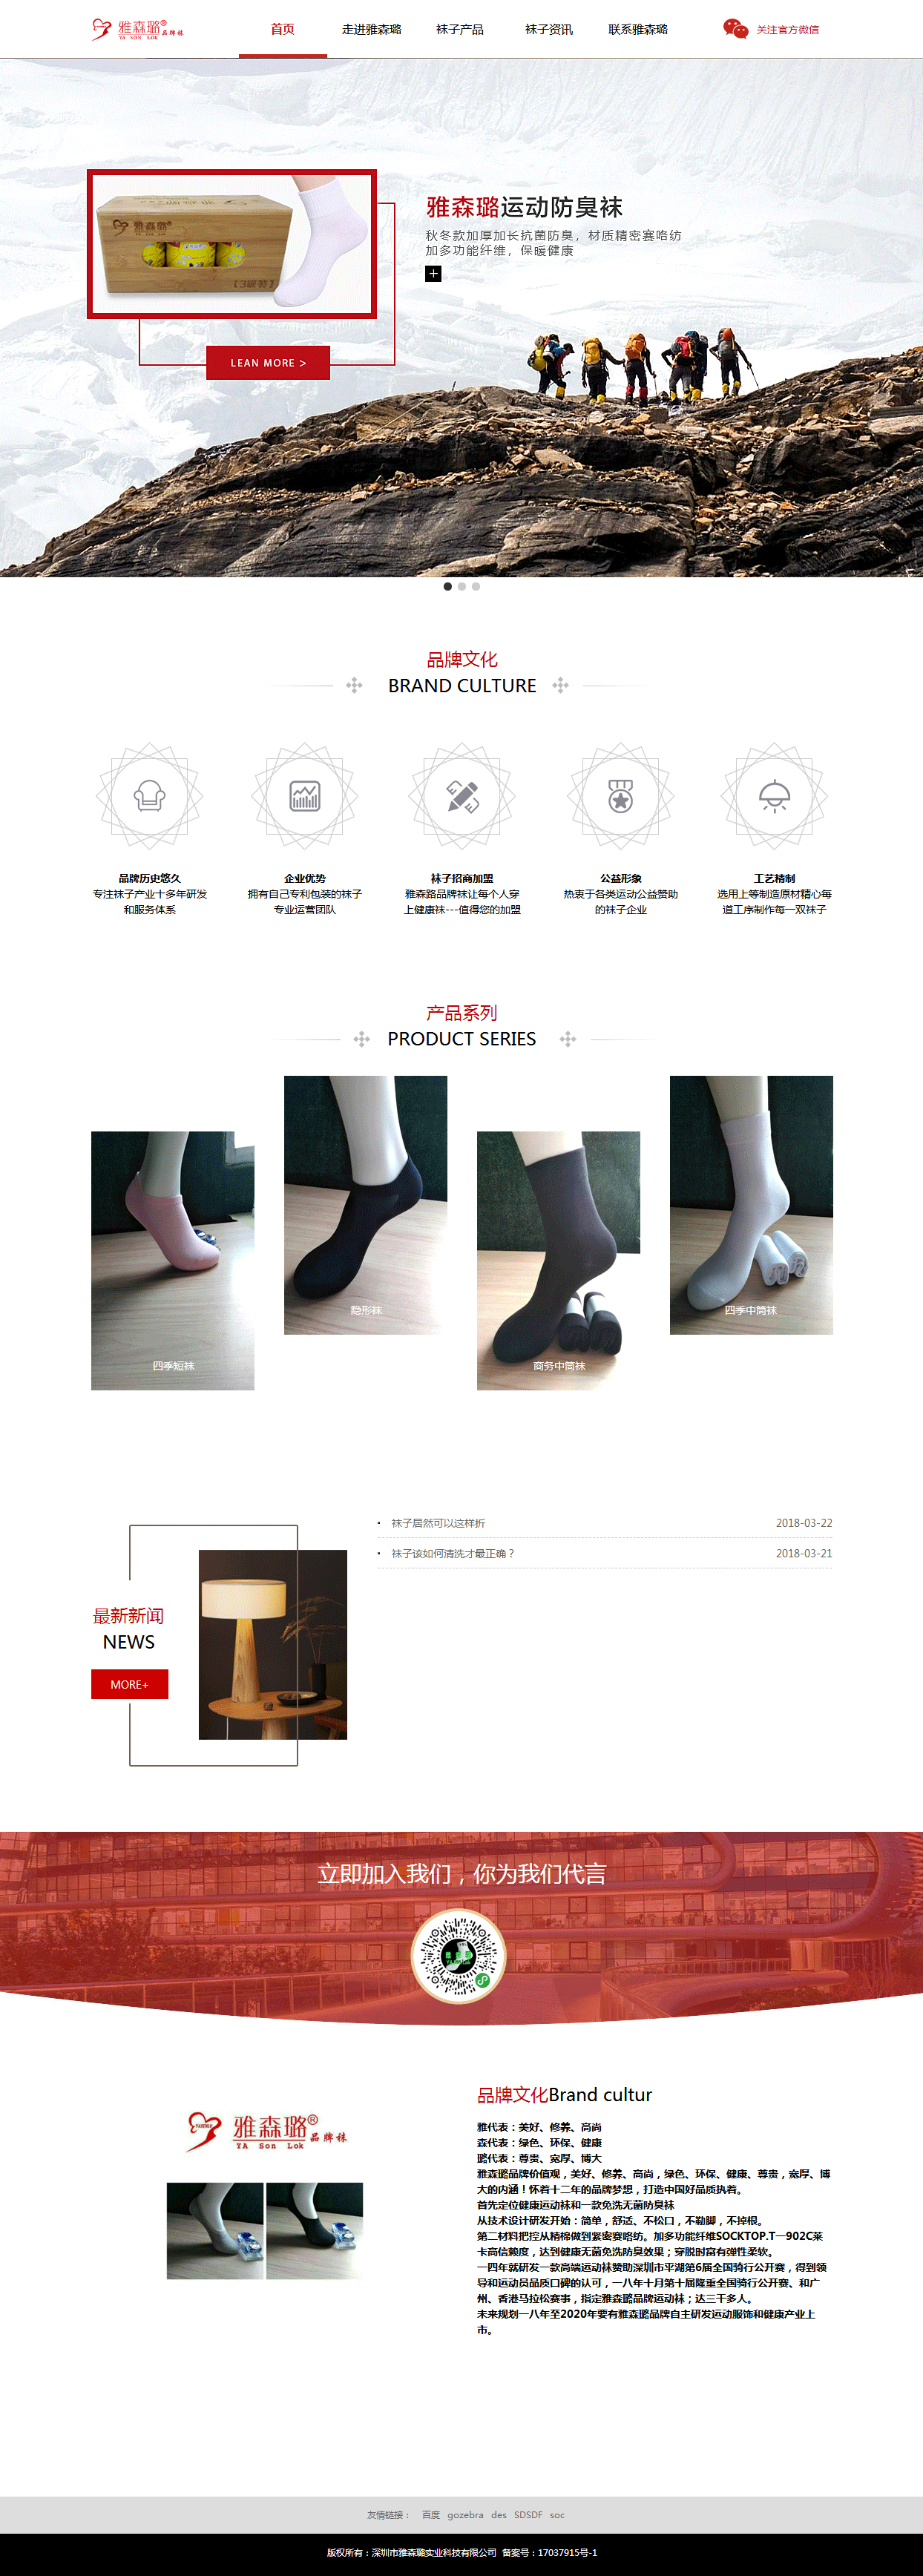 雅森璐® 品牌袜
YA SON LOK
首页
走进雅森璐
袜子产品
袜子资讯
联系雅森璐
关注官方微信
雅森璐®
【3罐装】
雅森璐运动防臭袜
秋冬款加厚加长抗菌防臭，材质精密赛咯纺
加多功能纤维，保暖健康
+
LEAN MORE >
品牌文化
BRAND CULTURE
品牌历史悠久
专注袜子产业十多年研发
和服务体系
企业优势
拥有自己专利包装的袜子
专业运营团队
袜子招商加盟
雅森路品牌袜让每个人穿
上健康袜---值得您的加盟
公益形象
热衷于各类运动公益赞助
的袜子企业
工艺精制
选用上等制造原材精心每
道工序制作每一双袜子
产品系列
PRODUCT SERIES
四季短袜
隐形袜
商务中筒袜
四季中筒袜
最新新闻
NEWS
MORE+
袜子居然可以这样折 2018-03-22
袜子该如何清洗才最正确？ 2018-03-21
立即加入我们，你为我们代言
雅森璐® 品牌袜
YA Son Lok
品牌文化Brand cultur
雅代表：美好、修养、高尚
森代表：绿色、环保、健康
璐代表：尊贵、宽厚、博大
雅森璐品牌价值观，美好、修养、高尚，绿色、环保、健康、尊贵，宽厚、博
大的内涵！怀着十二年的品牌梦想，打造中国好品质执着。
首先定位健康运动袜和一款免洗无菌防臭袜
从技术设计研发开始：简单，舒适、不松口，不勒脚，不掉根。
第二材料把控从精棉做到紧密赛咯纺。加多功能纤维SOCKTOP.T一902C莱
卡高信赖度，达到健康无菌免洗防臭效果；穿脱时富有弹性柔软。
一四年就研发一款高端运动袜赞助深圳市平湖第6届全国骑行公开赛，得到领
导和运动员品质口碑的认可，一八年十月第十届隆重全国骑行公开赛、和广
州、香港马拉松赛事，指定雅森璐品牌运动袜；达三千多人。
未来规划一八年至2020年要有雅森璐品牌自主研发运动服饰和健康产业上
市。
友情链接： 百度 gozebra des SDSDF soc
版权所有：深圳市雅森璐实业科技有限公司 备案号：17037915号-1